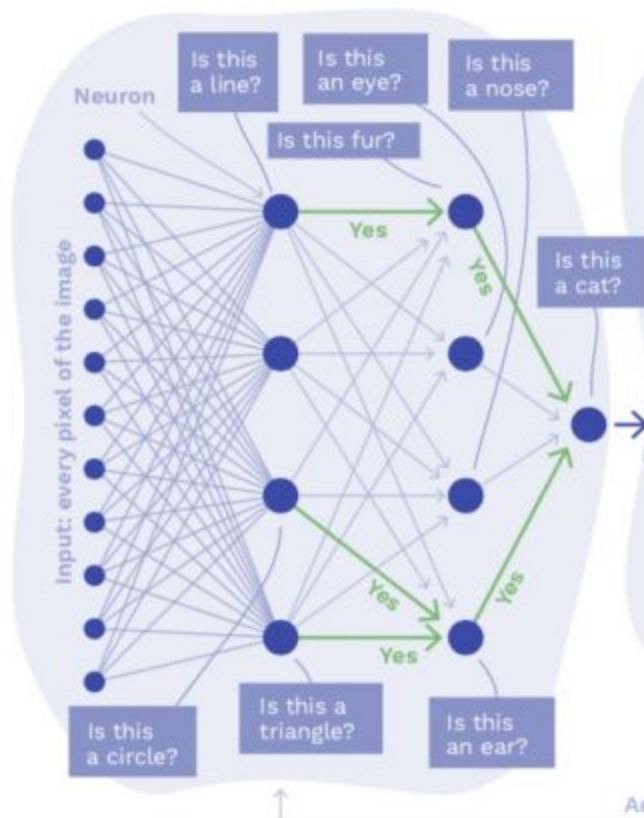 Is this
a line?
Is this
an eye?
Is this
a nose?
Neuron
Is this fur?
Yes
Yes
Is this
a cat?
Input: every pixel of the image
Yes
Yes
Yes
Is this
a circle?
Is this a
triangle?
Is this
an ear?